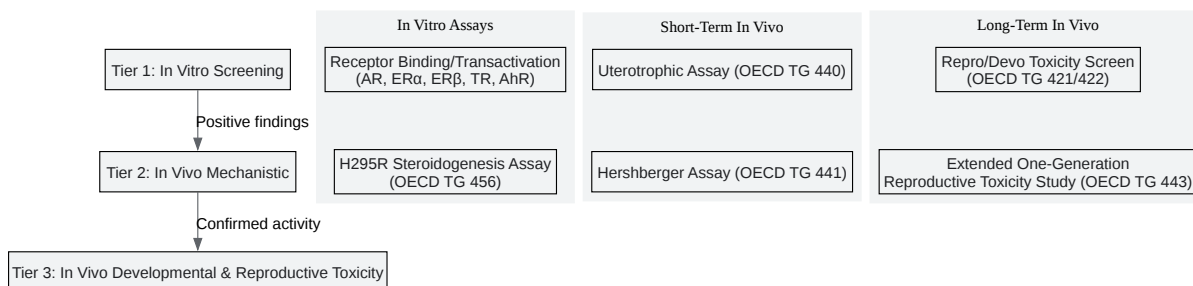 In Vitro Assays
Short-Term In Vivo
Long-Term In Vivo
Tier 1: In Vitro Screening
Receptor Binding/Transactivation
(AR, ERα, ERβ, TR, AhR)
Uterotrophic Assay (OECD TG 440)
Repro/Devo Toxicity Screen
(OECD TG 421/422)
Positive findings
Tier 2: In Vivo Mechanistic
H295R Steroidogenesis Assay
(OECD TG 456)
Hershberger Assay (OECD TG 441)
Extended One-Generation
Reproductive Toxicity Study (OECD TG 443)
Confirmed activity
Tier 3: In Vivo Developmental & Reproductive Toxicity